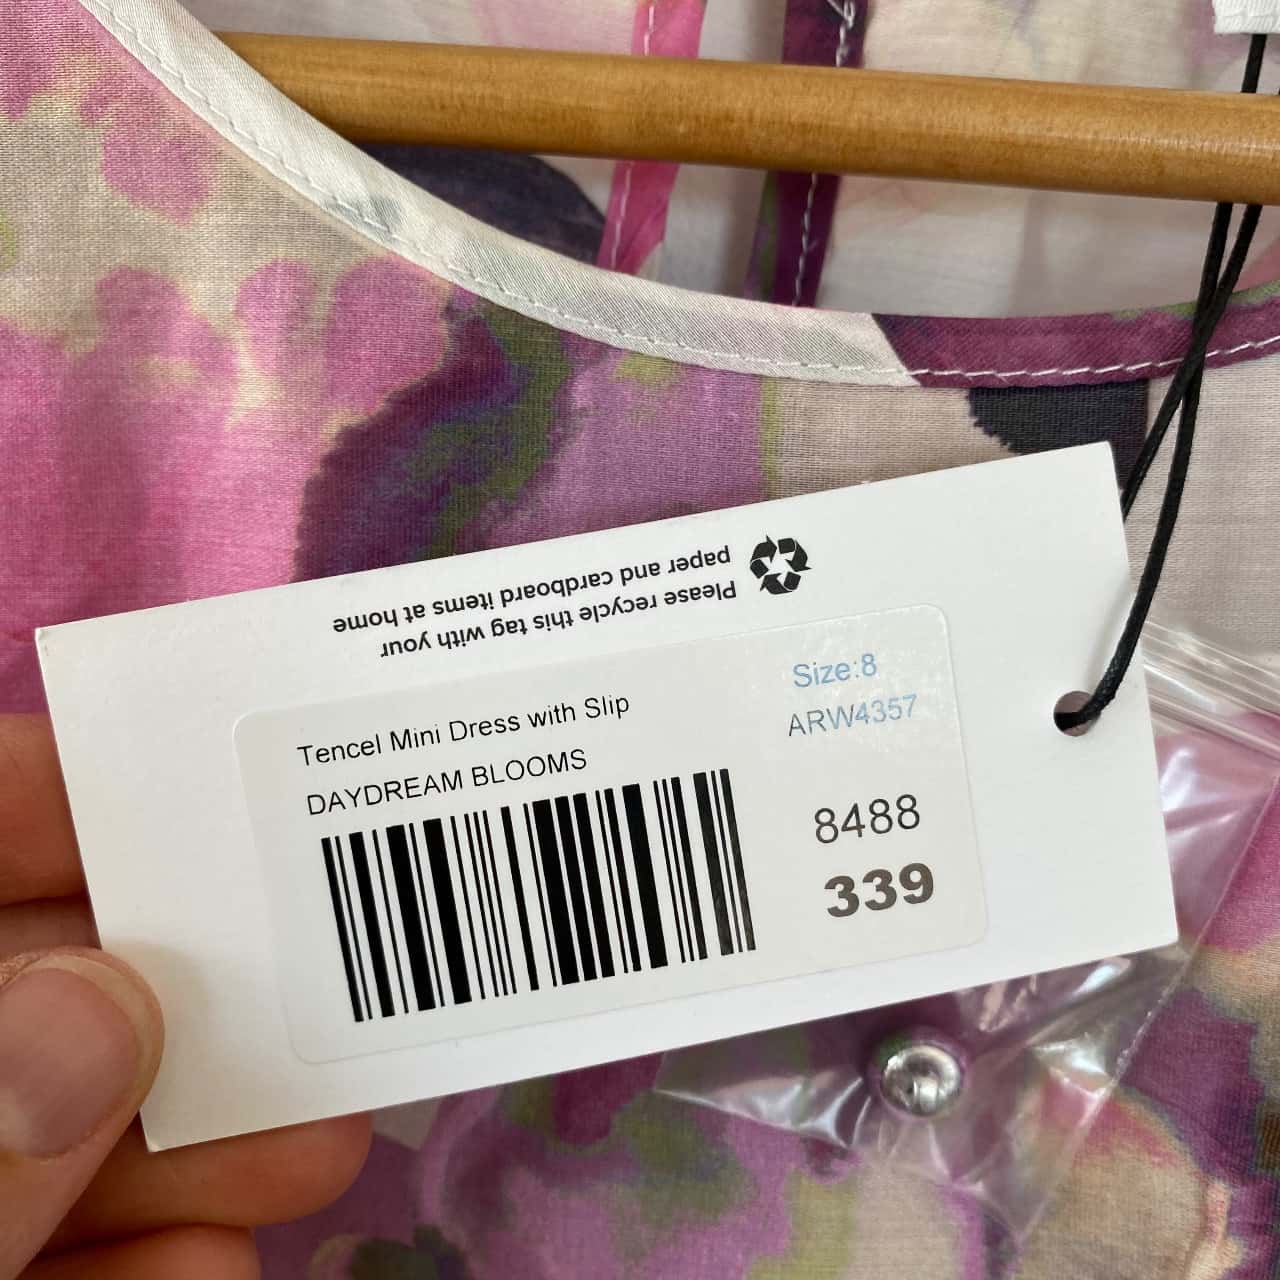 Please recycle this tag with your
paper and cardboard items at home
Tencel Mini Dress with Slip
DAYDREAM BLOOMS
Size:8
ARW4357
8488
339